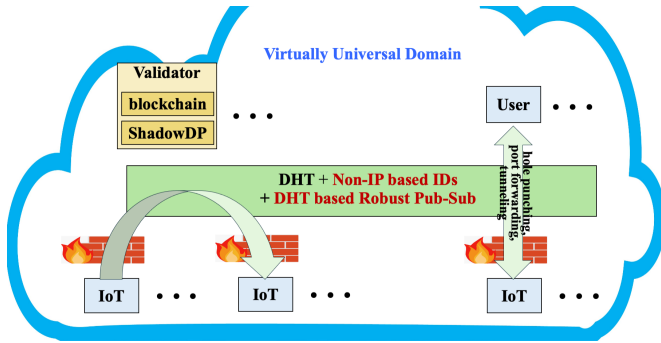 Virtually Universal Domain
Validator
blockchain
ShadowDP
. . .
User
. . .
hole punching,
port forwarding,
tunneling
DHT + Non-IP based IDs
+ DHT based Robust Pub-Sub
IoT
. . .
IoT
. . .
IoT
. . .